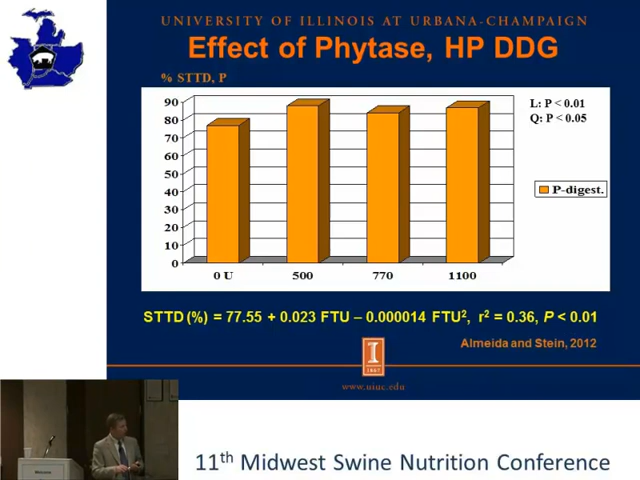 UNIVERSITY OF ILLINOIS AT URBANA-CHAMPAIGN
Effect of Phytase, HP DDG
% STTD, P
90
80
70
60
50
40
30
20
10
0
0 U 500 770 1100
L: P < 0.01
Q: P < 0.05
P-digest.
STTD (%) = 77.55 + 0.023 FTU – 0.000014 FTU², r² = 0.36, P < 0.01
Almeida and Stein, 2012
I
1867
www.uiuc.edu
11th Midwest Swine Nutrition Conference